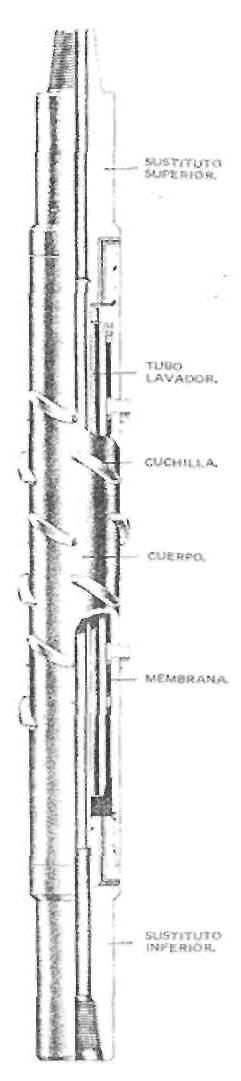 SUSTITUTO
SUPERIOR.
TUBO
LAVADOR.
CUCHILLA.
CUERPO.
MEMBRANA.
SUSTITUTO
INFERIOR.